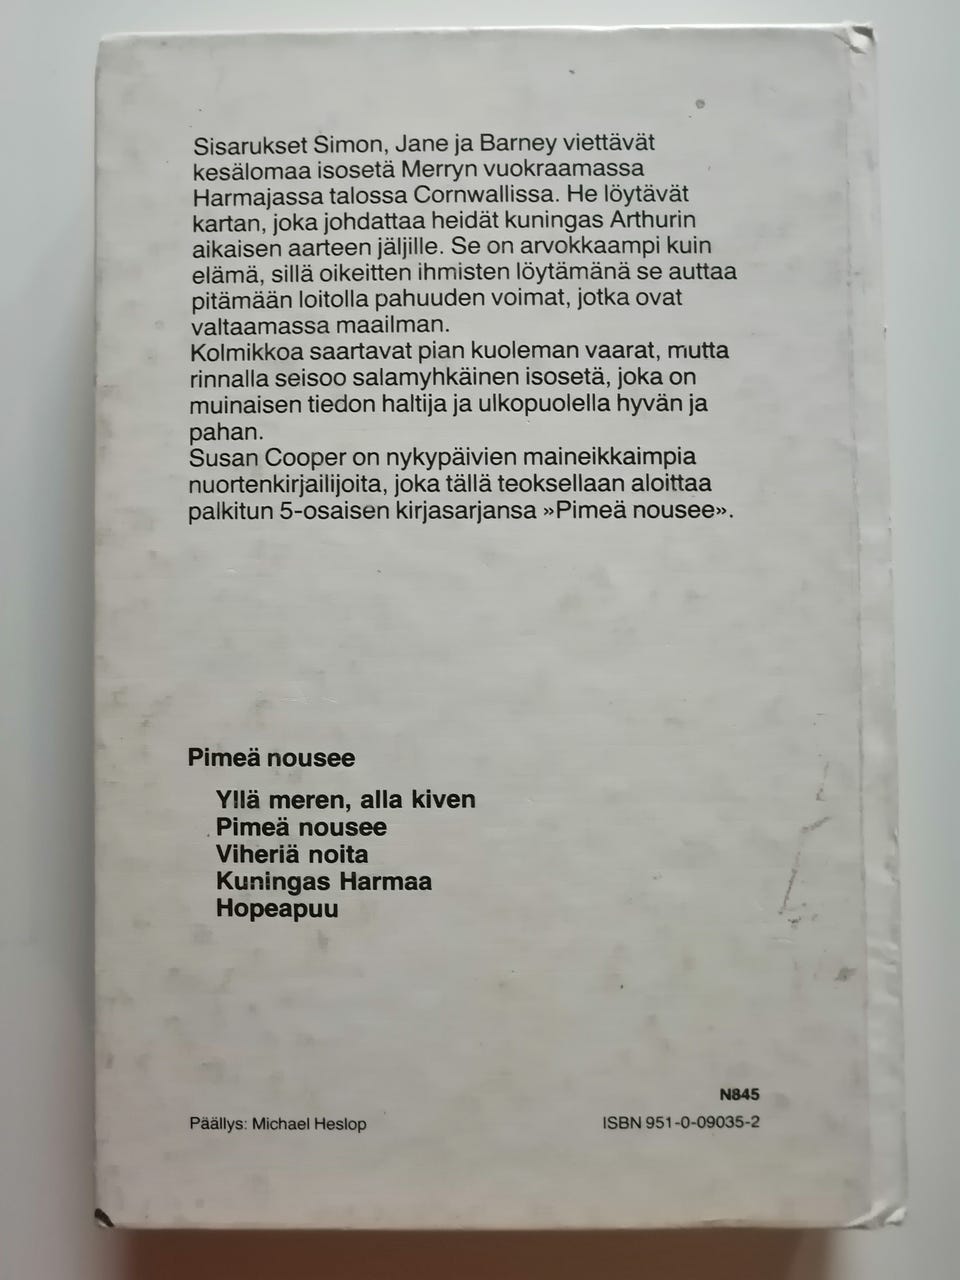 Sisarukset Simon, Jane ja Barney viettävät
kesälomaa isosetä Merryn vuokraamassa
Harmajassa talossa Cornwallissa. He löytävät
kartan, joka johdattaa heidät kuningas Arthurin
aikaisen aarteen jäljille. Se on arvokkaampi kuin
elämä, sillä oikeitten ihmisten löytämänä se auttaa
pitämään loitolla pahuuden voimat, jotka ovat
valtaamassa maailman.
Kolmikkoa saartavat pian kuoleman vaarat, mutta
rinnalla seisoo salamyhkäinen isosetä, joka on
muinaisen tiedon haltija ja ulkopuolella hyvän ja
pahan.
Susan Cooper on nykypäivien maineikkaimpia
nuortenkirjailijoita, joka tällä teoksellaan aloittaa
palkitun 5-osaisen kirjasarjansa »Pimeä nousee».
Pimeä nousee
Yllä meren, alla kiven
Pimeä nousee
Viheriä noita
Kuningas Harmaa
Hopeapuu
N845
Päällys: Michael Heslop
ISBN 951-0-09035-2